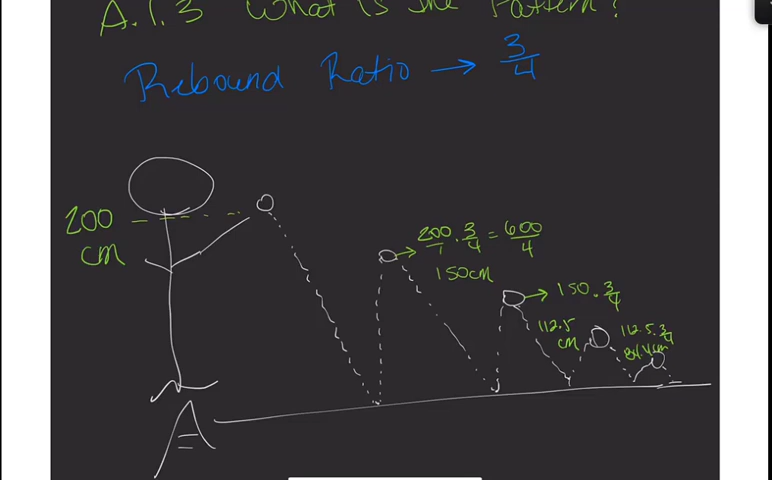 A.1.3 What is the Pattern?
Rebound Ratio → 3/4
200 cm
200/1 · 3/4 = 600/4
150cm
150 · 3/4
112.5 cm
112.5 · 3/4
84.4cm